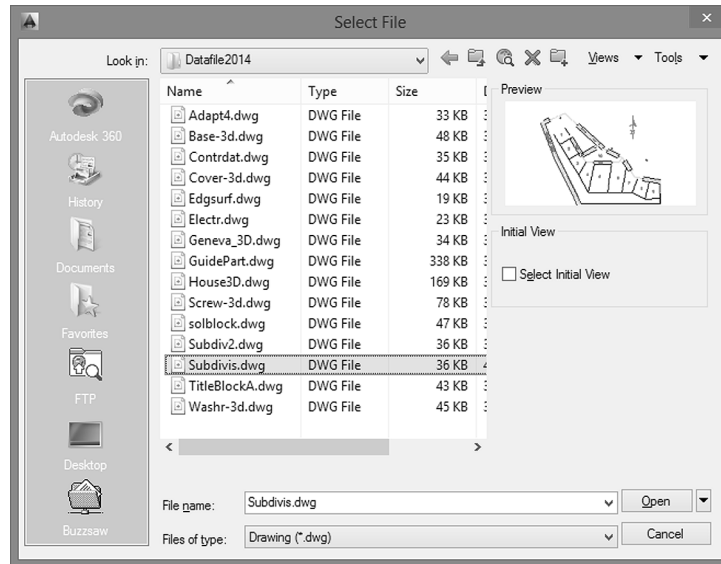 Select File
Look in: Datafile2014 Views Tools
Autodesk 360
History
Documents
Favorites
FTP
Desktop
Buzzsaw
Name Type Size
Adapt4.dwg DWG File 33 KB
Base-3d.dwg DWG File 48 KB
Contrdat.dwg DWG File 35 KB
Cover-3d.dwg DWG File 44 KB
Edgsurf.dwg DWG File 19 KB
Electr.dwg DWG File 23 KB
Geneva_3D.dwg DWG File 34 KB
GuidePart.dwg DWG File 338 KB
House3D.dwg DWG File 169 KB
Screw-3d.dwg DWG File 78 KB
solblock.dwg DWG File 47 KB
Subdiv2.dwg DWG File 36 KB
Subdivis.dwg DWG File 36 KB
TitleBlockA.dwg DWG File 43 KB
Washr-3d.dwg DWG File 45 KB
Preview
Initial View
Select Initial View
File name: Subdivis.dwg Open
Files of type: Drawing (*.dwg) Cancel